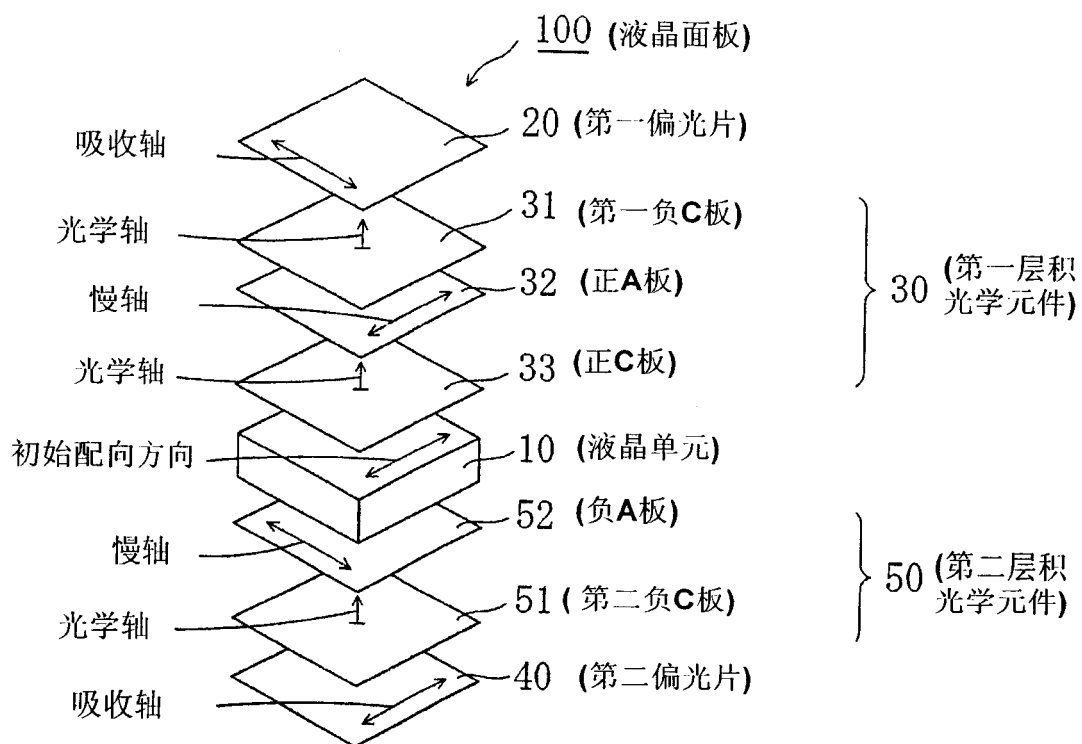 100 (液晶面板)
吸收轴 20 (第一偏光片)
光学轴 31 (第一负C板)
慢轴 32 (正A板)
30 (第一层积
光学元件)
光学轴 33 (正C板)
初始配向方向 10 (液晶单元)
慢轴 52 (负A板)
50 (第二层积
光学元件)
光学轴 51 (第二负C板)
吸收轴 40 (第二偏光片)